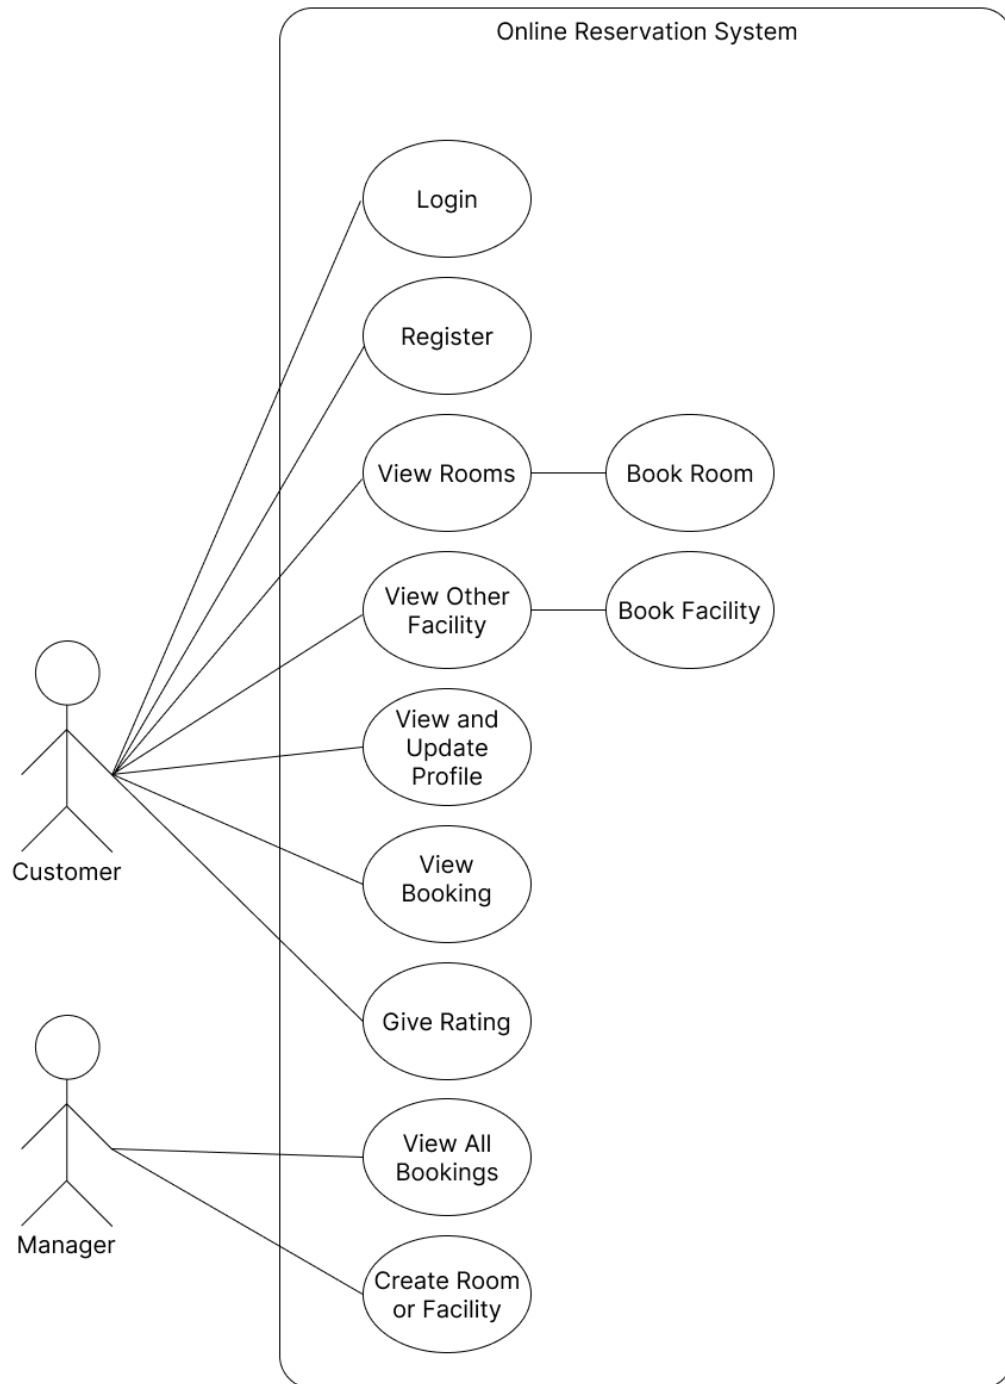 Online Reservation System
Login
Register
View Rooms
Book Room
View Other
Facility
Book Facility
View and
Update
Profile
Customer
View
Booking
Give Rating
View All
Bookings
Manager
Create Room
or Facility